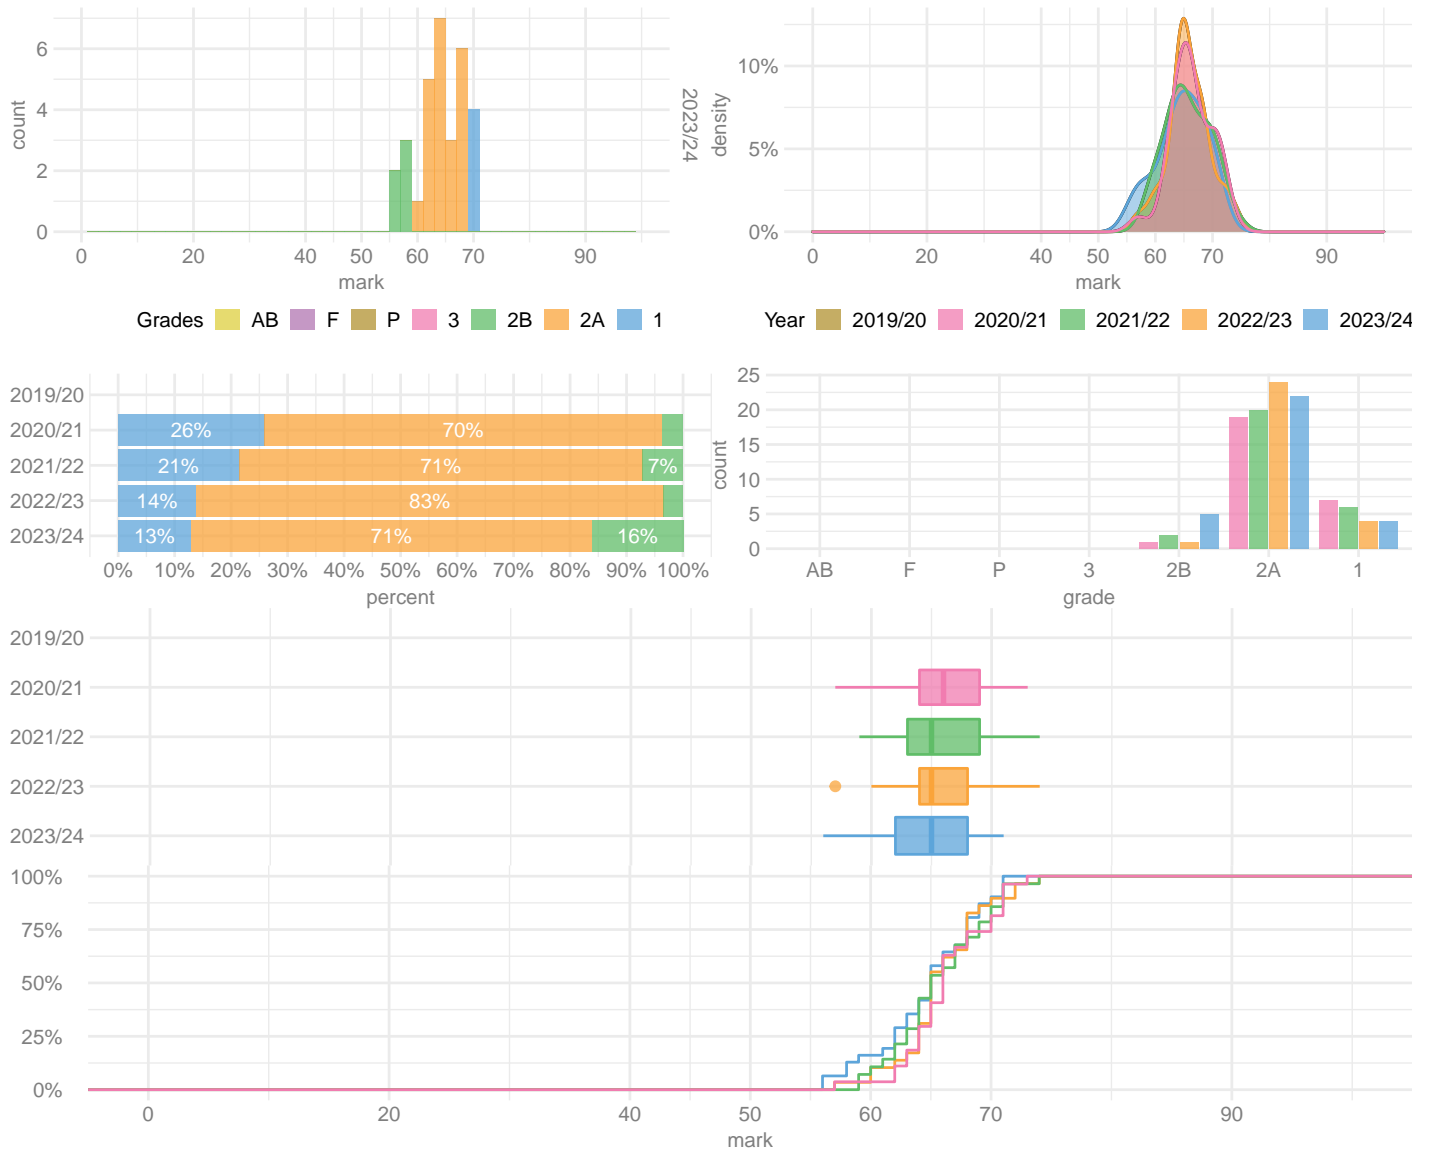 6
4
2
0
count
0 20 40 50 60 70 90
mark
2023/24
10%
5%
0%
density
0 20 40 50 60 70 90
mark
Grades AB F P 3 2B 2A 1
Year 2019/20 2020/21 2021/22 2022/23 2023/24
2019/20
2020/21 26% 70%
2021/22 21% 71% 7%
2022/23 14% 83%
2023/24 13% 71% 16%
0% 10% 20% 30% 40% 50% 60% 70% 80% 90% 100%
percent
25
20
15
10
5
0
count
AB F P 3 2B 2A 1
grade
2019/20
2020/21
2021/22
2022/23
2023/24
100%
75%
50%
25%
0%
0 20 40 50 60 70 90
mark